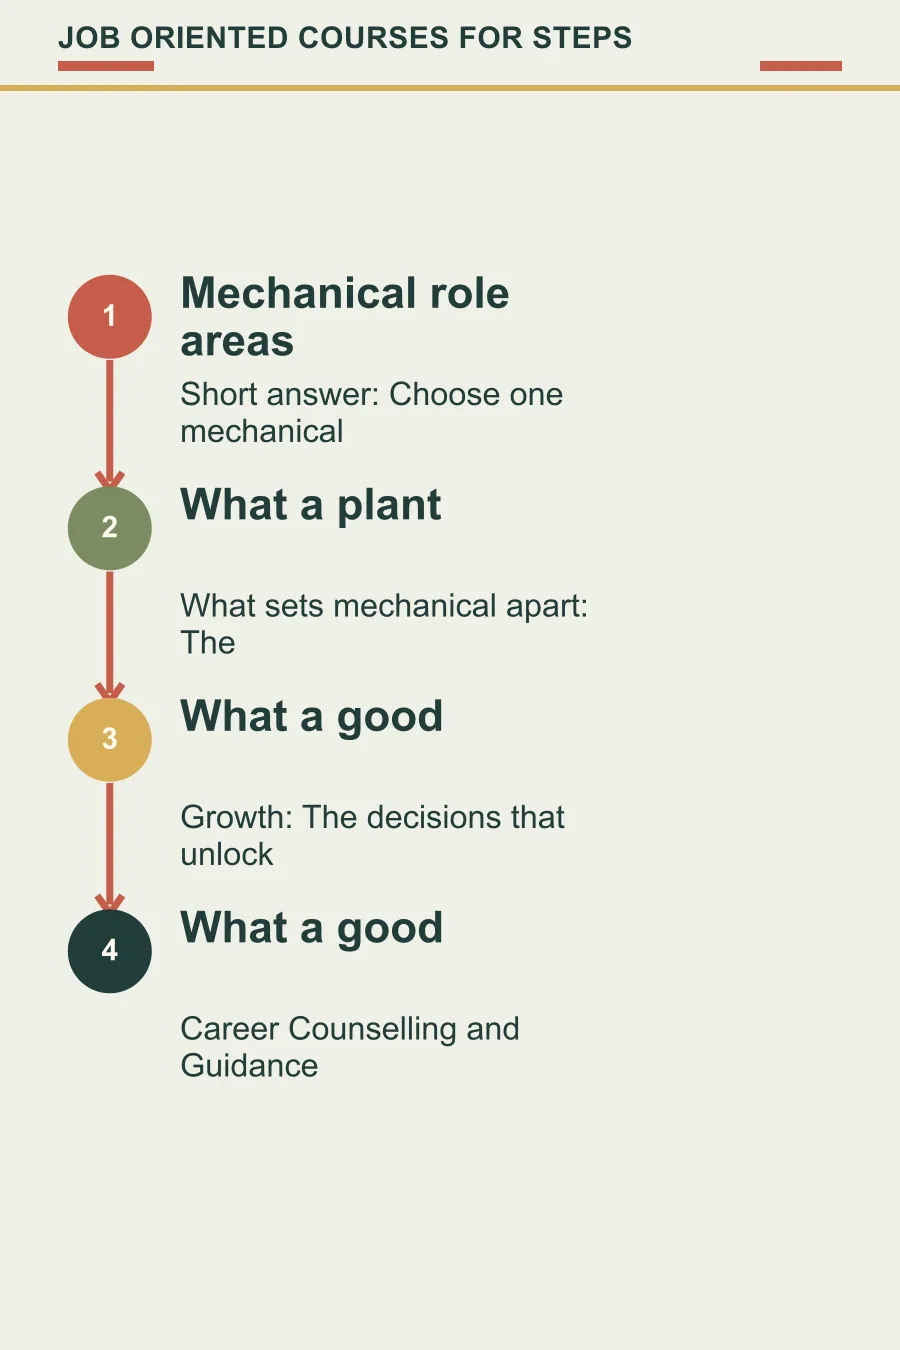 JOB ORIENTED COURSES FOR STEPS
1
Mechanical role
areas
Short answer: Choose one
mechanical
2
What a plant
What sets mechanical apart:
The
3
What a good
Growth: The decisions that
unlock
4
What a good
Career Counselling and
Guidance